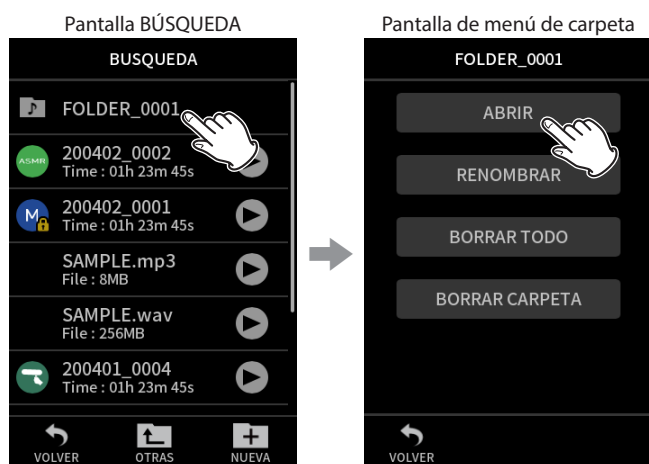 Pantalla BÚSQUEDA
BUSQUEDA
FOLDER_0001
ASMR
200402_0002
Time : 01h 23m 45s
M
200402_0001
Time : 01h 23m 45s
SAMPLE.mp3
File : 8MB
SAMPLE.wav
File : 256MB
200401_0004
Time : 01h 23m 45s
VOLVER
OTRAS
NUEVA
Pantalla de menú de carpeta
FOLDER_0001
ABRIR
RENOMBRAR
BORRAR TODO
BORRAR CARPETA
VOLVER